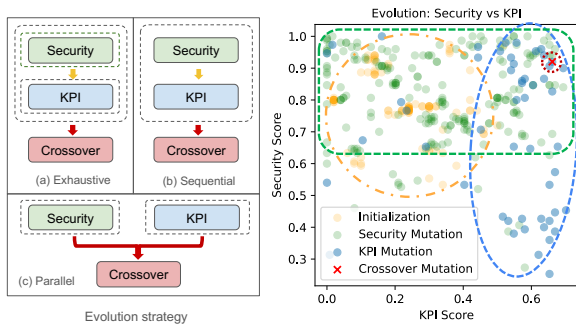 Security
KPI
Crossover
(a) Exhaustive
Security
KPI
Crossover
(b) Sequential
Security
KPI
(c) Parallel
Crossover
Evolution strategy
Evolution: Security vs KPI
Security Score
1.0
0.9
0.8
0.7
0.6
0.5
0.4
0.3
Initialization
Security Mutation
KPI Mutation
Crossover Mutation
0.0
0.2
0.4
0.6
KPI Score